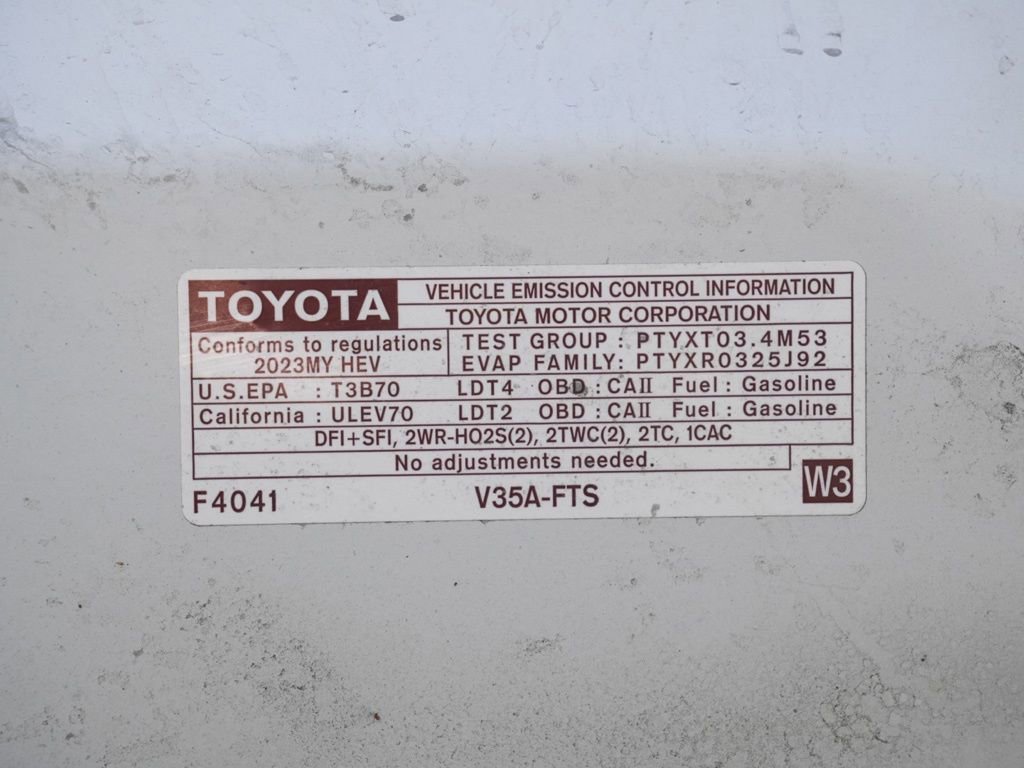 TOYOTA
VEHICLE EMISSION CONTROL INFORMATION
TOYOTA MOTOR CORPORATION
Conforms to regulations
2023MY HEV
TEST GROUP : PTYXT03.4M53
EVAP FAMILY: PTYXR0325J92
U.S.EPA : T3B70 LDT4 OBD : CAII Fuel : Gasoline
California : ULEV70 LDT2 OBD : CAII Fuel : Gasoline
DFI+SFI, 2WR-HO2S(2), 2TWC(2), 2TC, 1CAC
No adjustments needed.
F4041 V35A-FTS W3